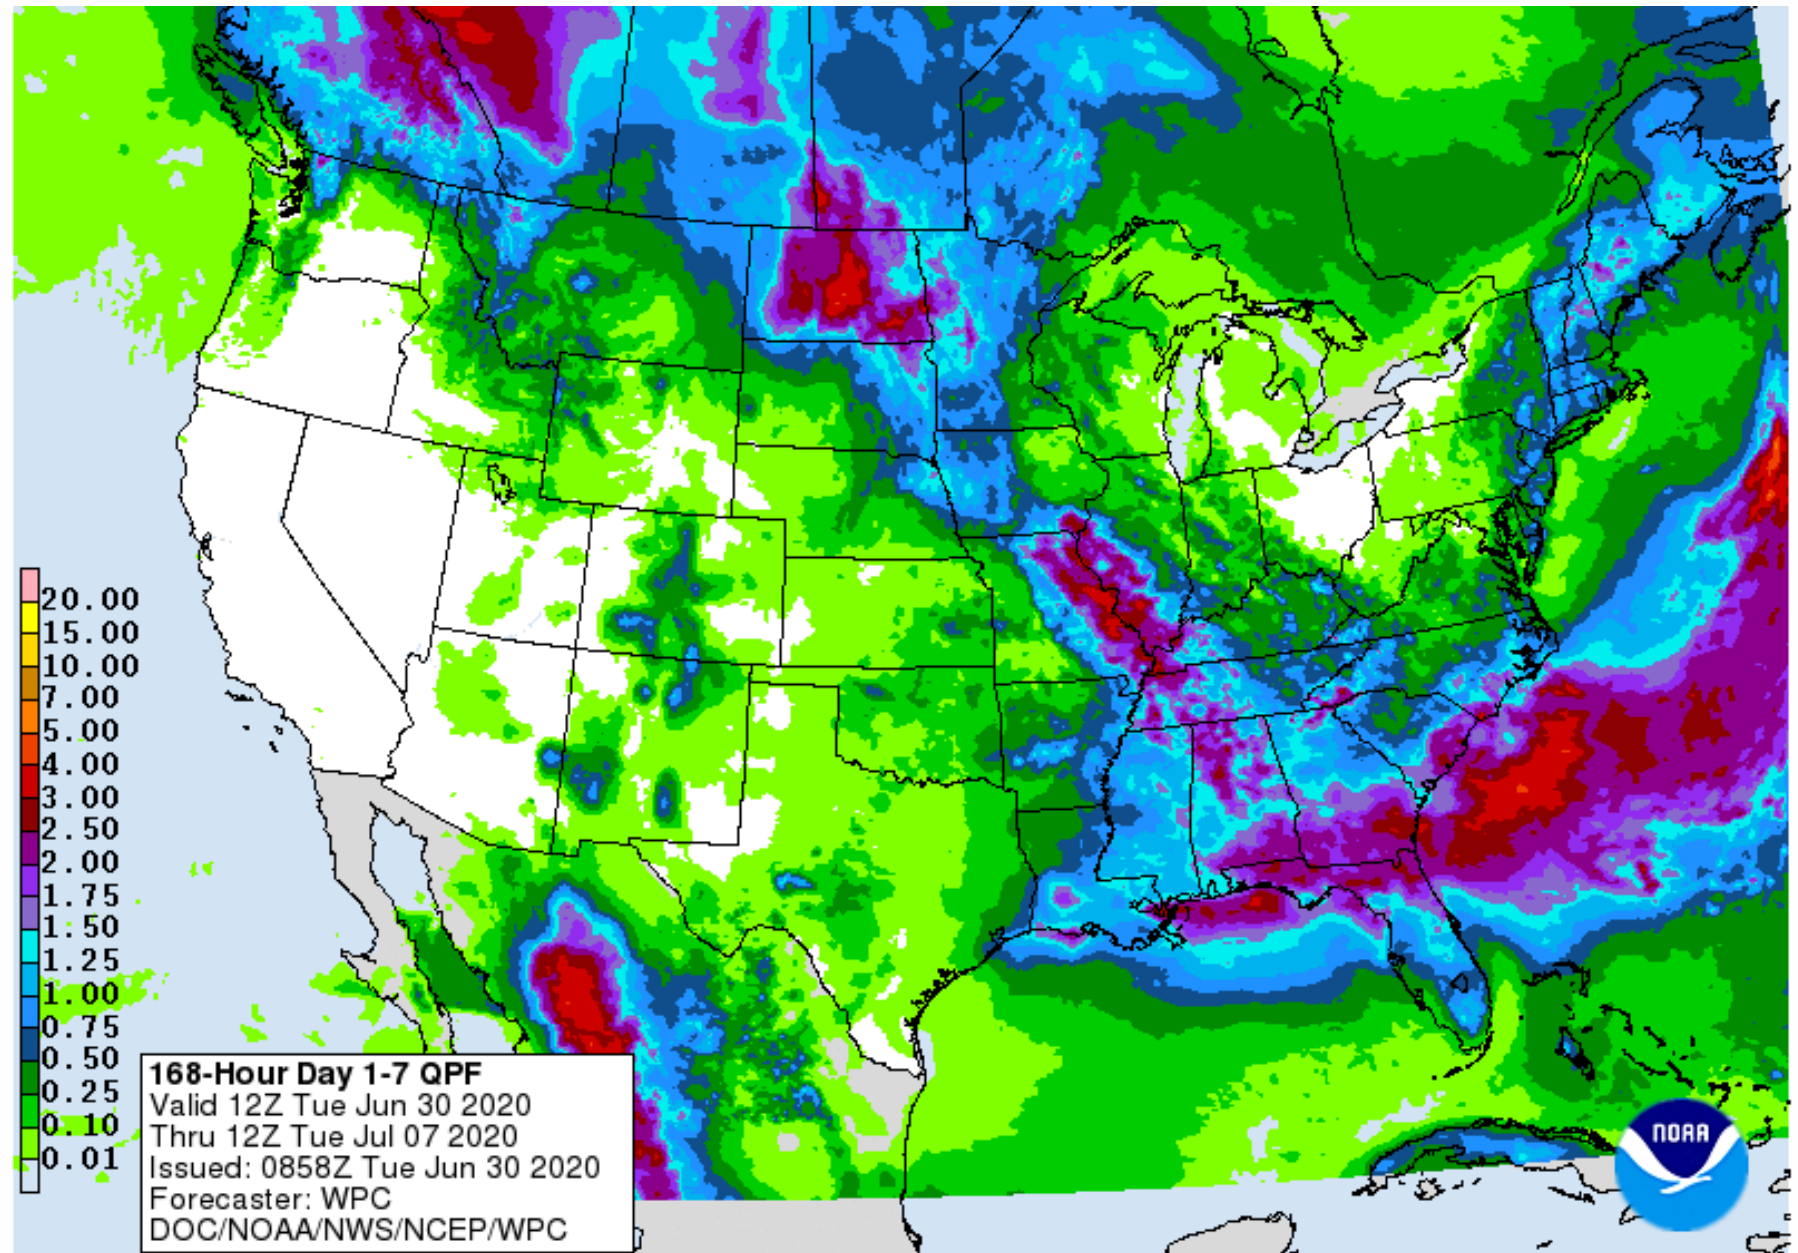 20.00
15.00
10.00
7.00
5.00
4.00
3.00
2.50
2.00
1.75
1.50
1.25
1.00
0.75
0.50
0.25
0.10
0.01
168-Hour Day 1-7 QPF
Valid 12Z Tue Jun 30 2020
Thru 12Z Tue Jul 07 2020
Issued: 0858Z Tue Jun 30 2020
Forecaster: WPC
DOC/NOAA/NWS/NCEP/WPC
NOAA